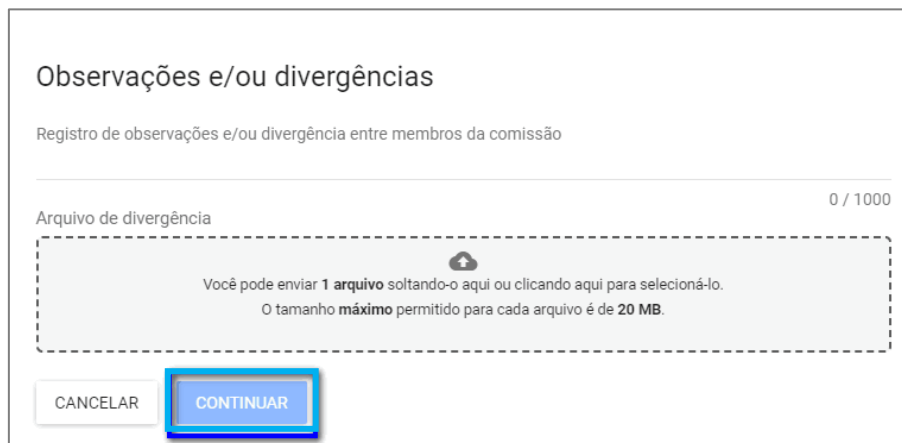 Observações e/ou divergências
Registro de observações e/ou divergência entre membros da comissão
0 / 1000
Arquivo de divergência
Você pode enviar 1 arquivo soltando-o aqui ou clicando aqui para selecioná-lo.
O tamanho máximo permitido para cada arquivo é de 20 MB.
CANCELAR CONTINUAR